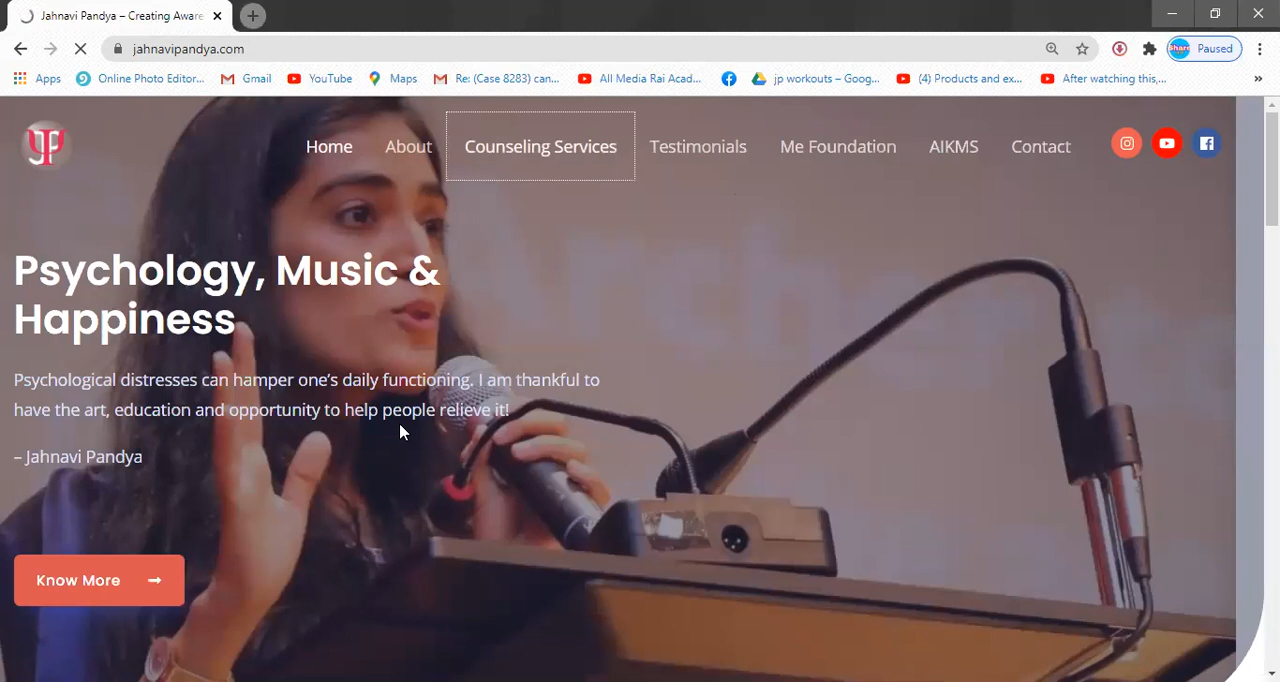 Jahnavi Pandya – Creating Aware
jahnavipandya.com
Paused
Apps
Online Photo Editor...
Gmail
YouTube
Maps
Re: (Case 8283) can...
All Media Rai Acad...
jp workouts – Goog...
(4) Products and ex...
After watching this,...
»
JP
Home
About
Counseling Services
Testimonials
Me Foundation
AIKMS
Contact
Psychology, Music &
Happiness
Psychological distresses can hamper one's daily functioning. I am thankful to
have the art, education and opportunity to help people relieve it!
– Jahnavi Pandya
Know More